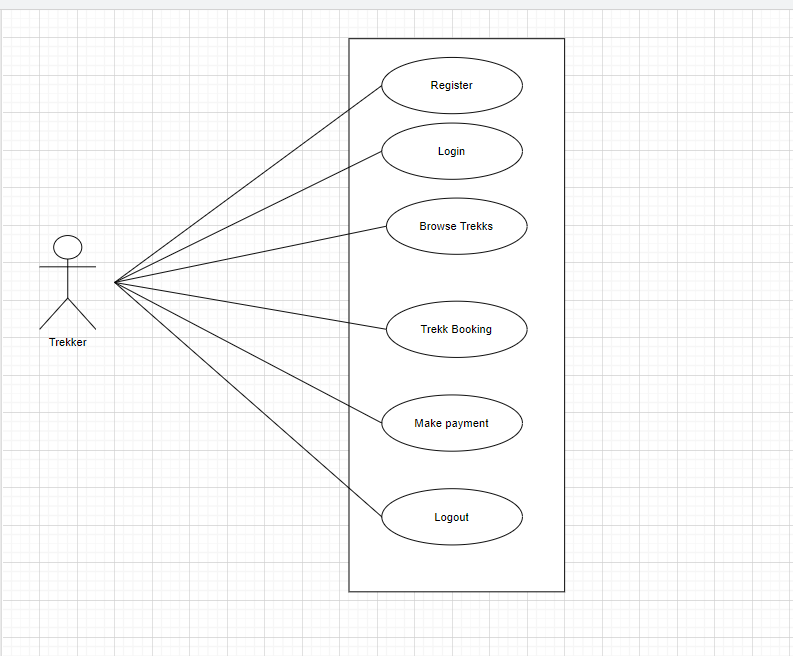 Register
Login
Browse Trekks
Trekker
Trekk Booking
Make payment
Logout